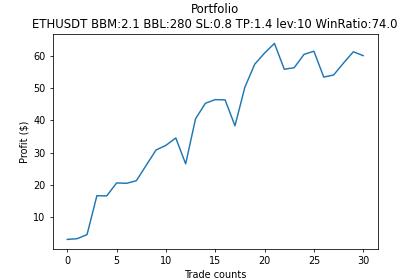 Portfolio
ETHUSDT BBM:2.1 BBL:280 SL:0.8 TP:1.4 lev:10 WinRatio:74.0
60
50
40
30
20
10
Profit ($)
0 5 10 15 20 25 30
Trade counts